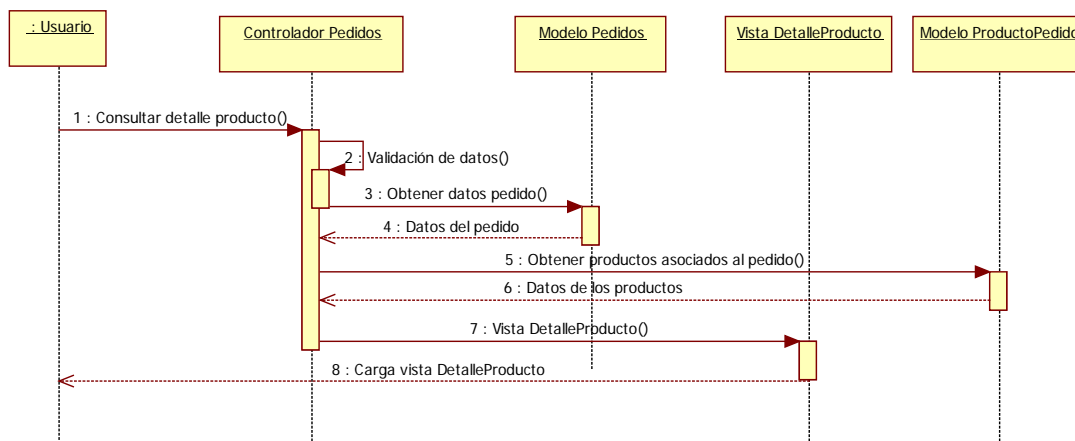 : Usuario
Controlador Pedidos
Modelo Pedidos
Vista DetalleProducto
Modelo ProductoPedido
1 : Consultar detalle producto()
2 : Validación de datos()
3 : Obtener datos pedido()
4 : Datos del pedido
5 : Obtener productos asociados al pedido()
6 : Datos de los productos
7 : Vista DetalleProducto()
8 : Carga vista DetalleProducto